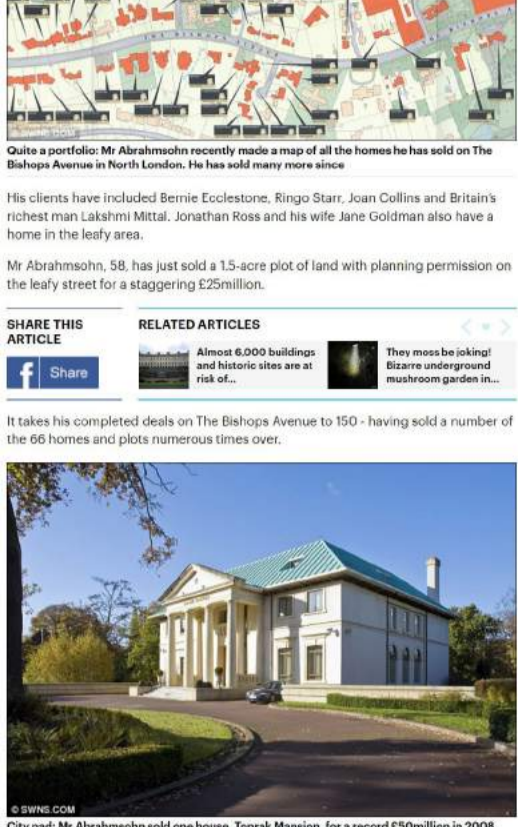 THE BISHOPS AVENUE
© SWNS.COM
Quite a portfolio: Mr Abrahmsohn recently made a map of all the homes he has sold on The
Bishops Avenue in North London. He has sold many more since
His clients have included Bernie Ecclestone, Ringo Starr, Joan Collins and Britain's
richest man Lakshmi Mittal. Jonathan Ross and his wife Jane Goldman also have a
home in the leafy area.
Mr Abrahmsohn, 58, has just sold a 1.5-acre plot of land with planning permission on
the leafy street for a staggering £25million.
SHARE THIS
ARTICLE
f Share
RELATED ARTICLES
Almost 6,000 buildings
and historic sites are at
risk of...
They moss be joking!
Bizarre underground
mushroom garden in...
It takes his completed deals on The Bishops Avenue to 150 - having sold a number of
the 66 homes and plots numerous times over.
© SWNS.COM
City pad: Mr Abrahmsohn sold one house, Toprak Mansion, for a record £50million in 2008